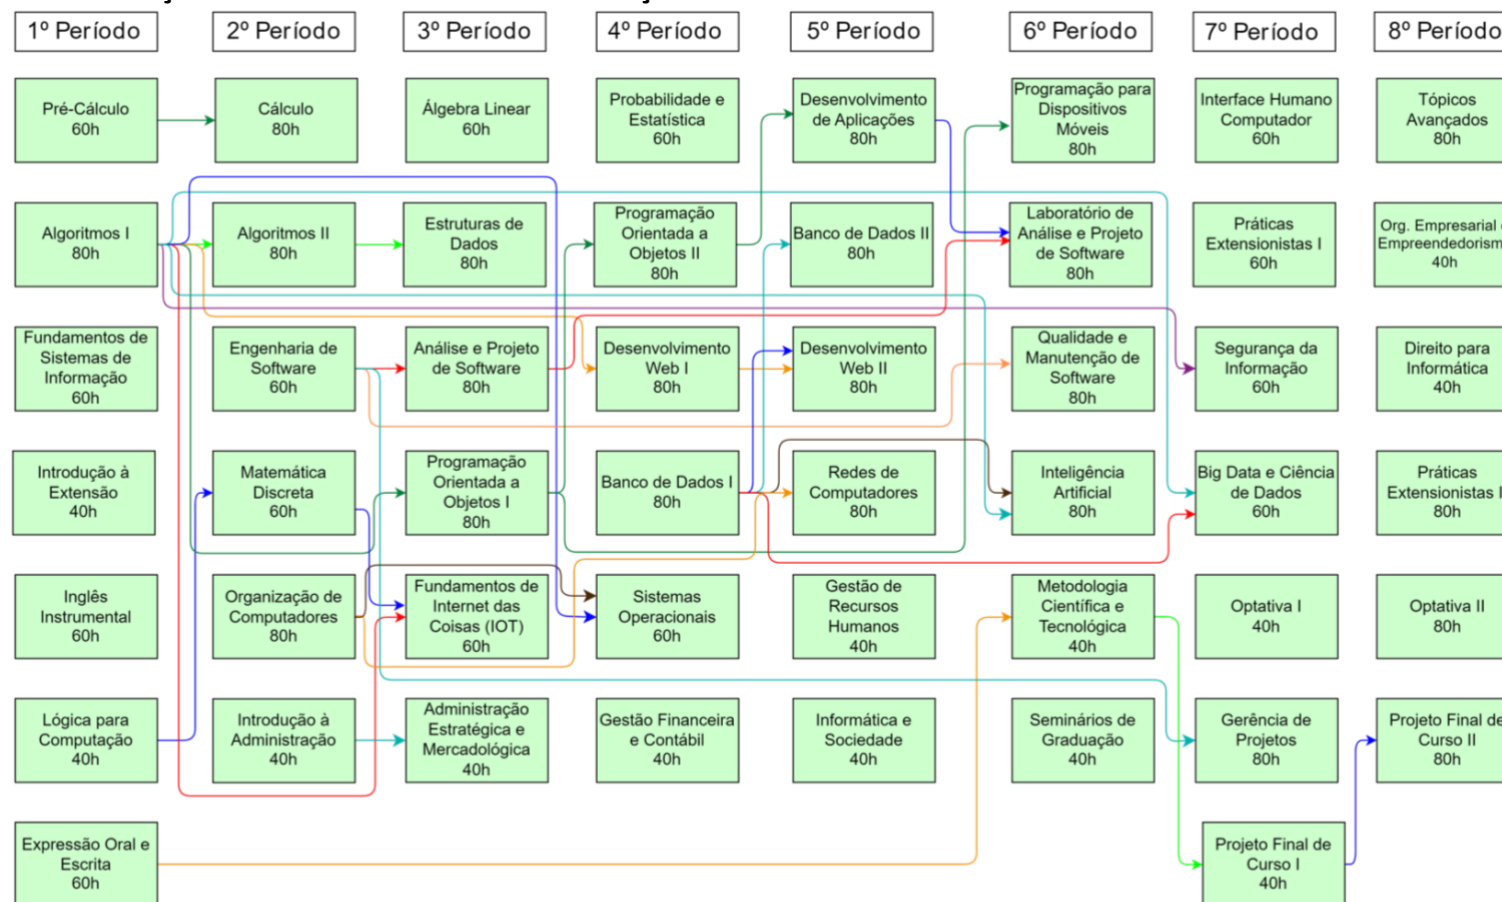 1º Período
2º Período
3º Período
4º Período
5º Período
6º Período
7º Período
8º Período
Pré-Cálculo
60h
Cálculo
80h
Álgebra Linear
60h
Probabilidade e
Estatística
60h
Desenvolvimento
de Aplicações
80h
Programação para
Dispositivos
Móveis
80h
Interface Humano
Computador
60h
Tópicos
Avançados
80h
Algoritmos I
80h
Algoritmos II
80h
Estruturas de
Dados
80h
Programação
Orientada a
Objetos II
80h
Banco de Dados II
80h
Laboratório de
Análise e Projeto
de Software
80h
Práticas
Extensionistas I
60h
Org. Empresarial
Empreendedorism
40h
Fundamentos de
Sistemas de
Informação
60h
Engenharia de
Software
60h
Análise e Projeto
de Software
80h
Desenvolvimento
Web I
80h
Desenvolvimento
Web II
80h
Qualidade e
Manutenção de
Software
80h
Segurança da
Informação
60h
Direito para
Informática
40h
Introdução à
Extensão
40h
Matemática
Discreta
60h
Programação
Orientada a
Objetos I
80h
Banco de Dados I
80h
Redes de
Computadores
80h
Inteligência
Artificial
80h
Big Data e Ciência
de Dados
60h
Práticas
Extensionistas I
80h
Inglês
Instrumental
60h
Organização de
Computadores
80h
Fundamentos de
Internet das
Coisas (IOT)
60h
Sistemas
Operacionais
60h
Gestão de
Recursos
Humanos
40h
Metodologia
Científica e
Tecnológica
40h
Optativa I
40h
Optativa II
80h
Lógica para
Computação
40h
Introdução à
Administração
40h
Administração
Estratégica e
Mercadológica
40h
Gestão Financeira
e Contábil
40h
Informática e
Sociedade
40h
Seminários de
Graduação
40h
Gerência de
Projetos
80h
Projeto Final de
Curso II
80h
Expressão Oral e
Escrita
60h
Projeto Final de
Curso I
40h